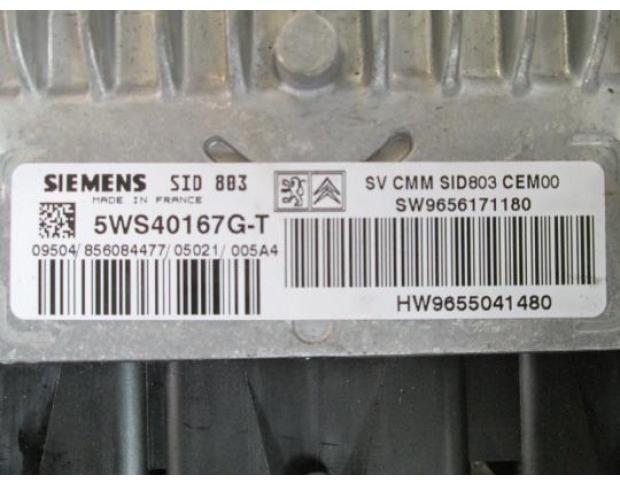 SIEMENS SID 803
MADE IN FRANCE
5WS40167G-T
09504/856084477/05021/005A4
SV CMM SID803 CEM00
SW9656171180
HW9655041480